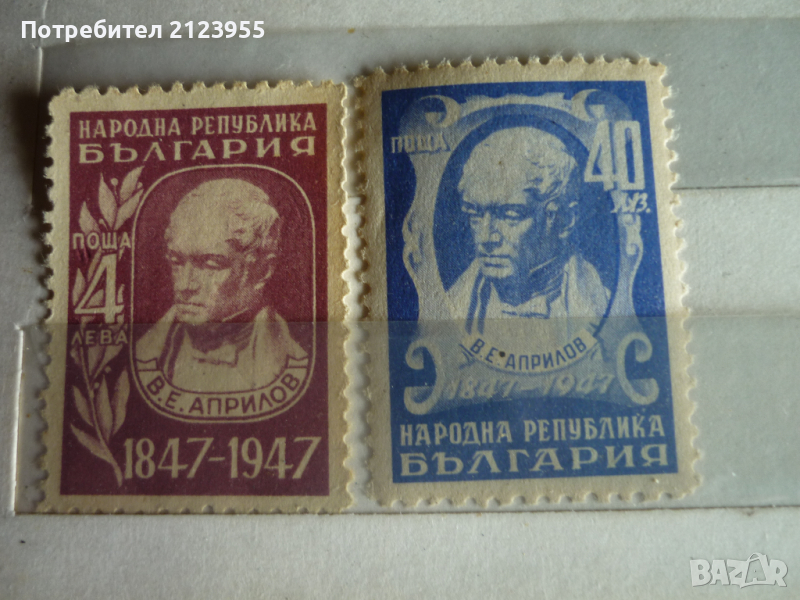 Потребител 2123955
НАРОДНА РЕПУБЛИКА
БЪЛГАРИЯ
ПОЩА
4
ЛЕВА
В.Е. АПРИЛОВ
1847-1947
ПОЩА
40
В.Е. АПРИЛОВ
1847-1947
НАРОДНА РЕПУБЛИКА
БЪЛГАРИЯ
BAZAR